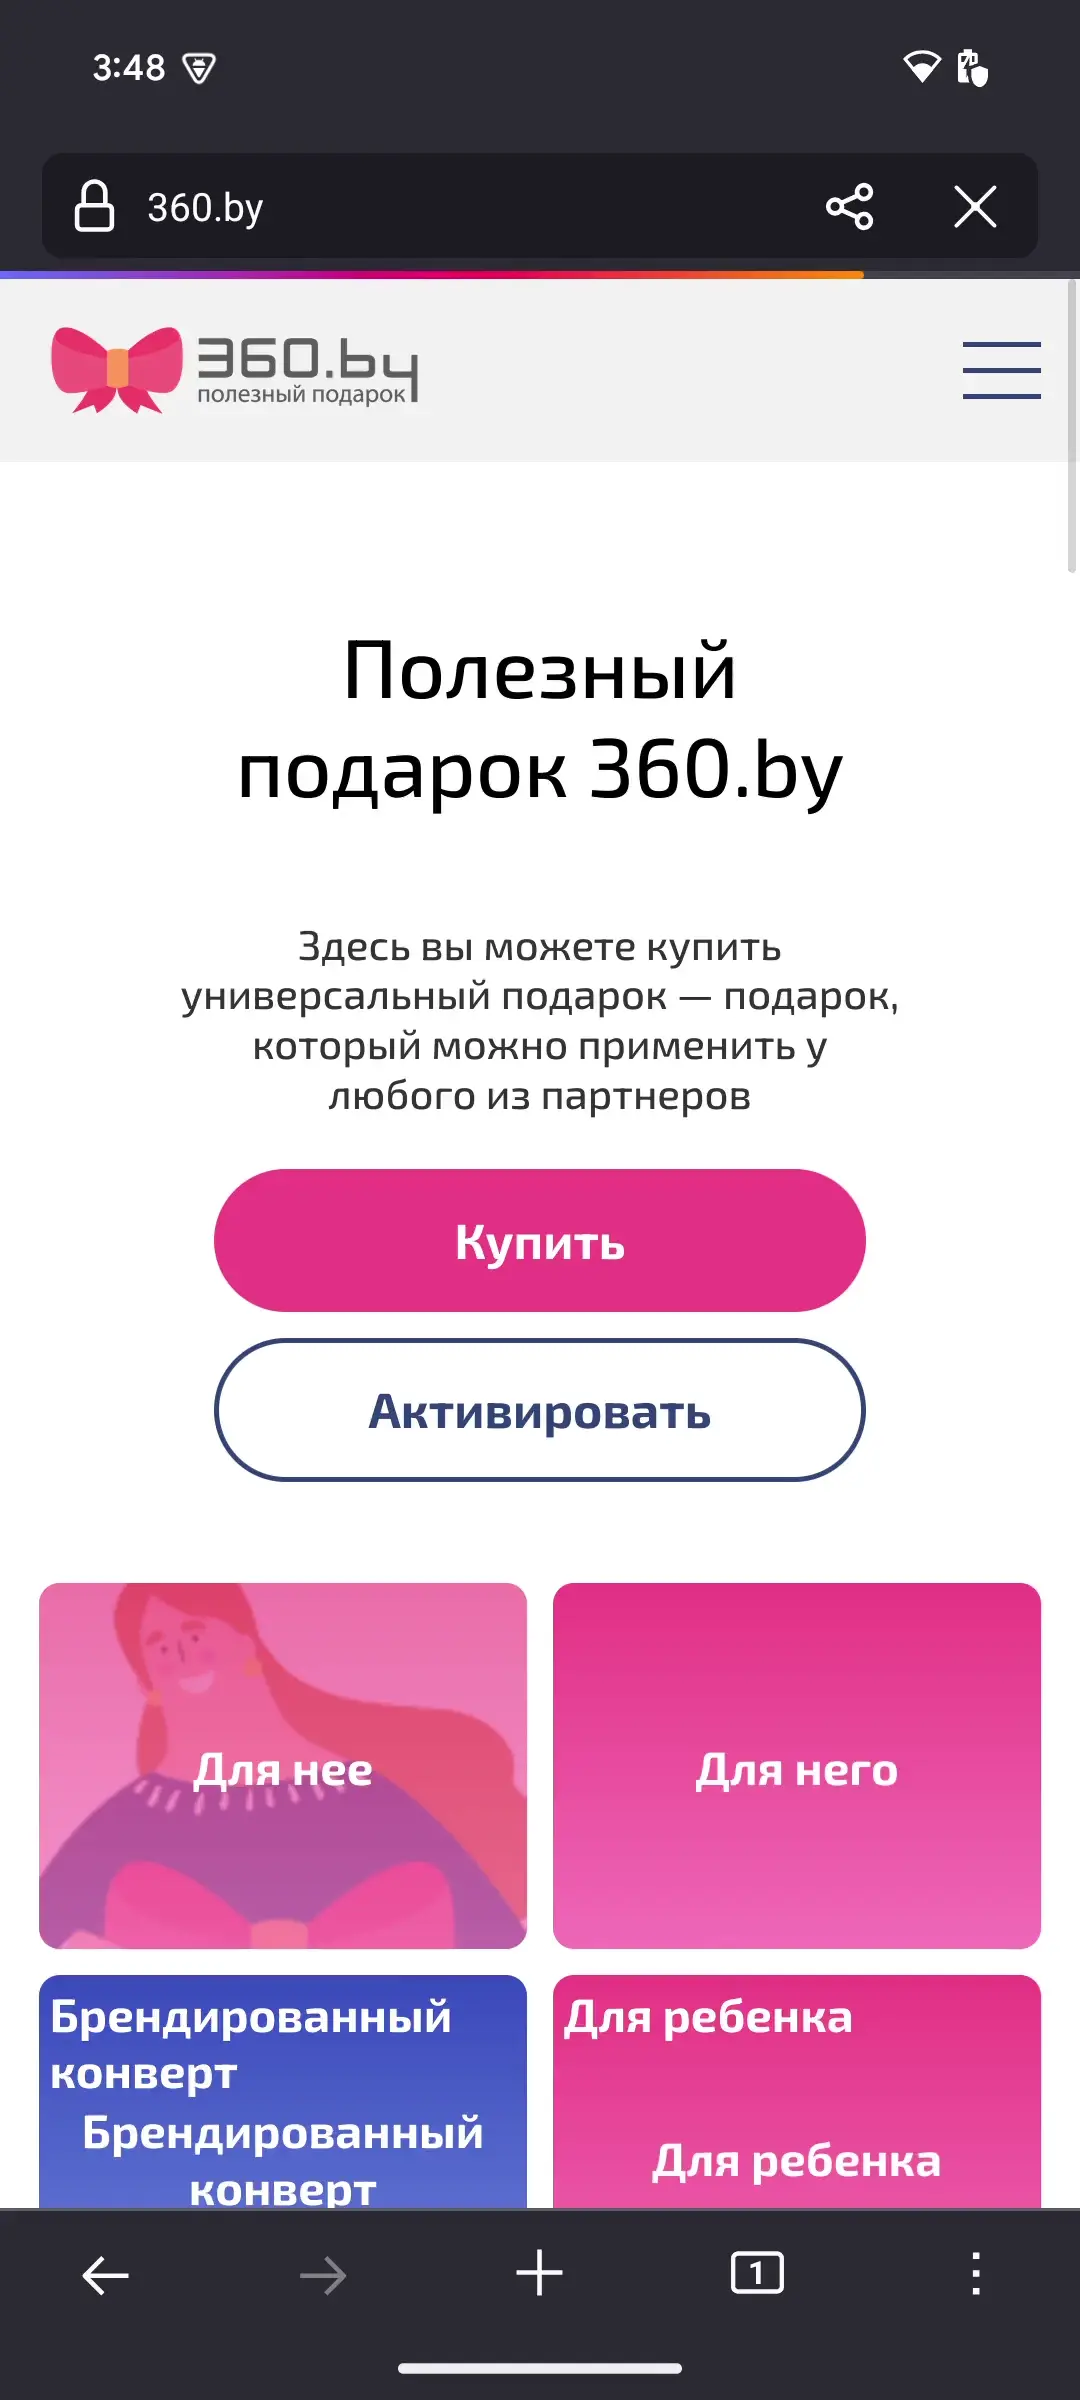 3:48
360.by
360.by
полезный подарок
Полезный
подарок 360.by
Здесь вы можете купить
универсальный подарок — подарок,
который можно применить у
любого из партнеров
Купить
Активировать
Для нее
Для него
Брендированный
конверт
Брендированный
конверт
Для ребенка
Для ребенка
1